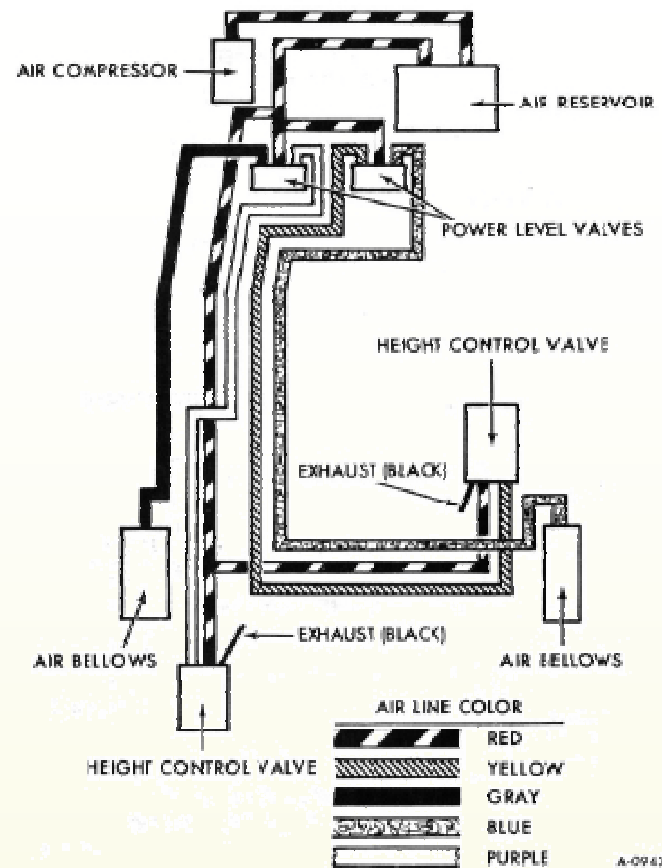 AIR COMPRESSOR
AIR RESERVOIR
POWER LEVEL VALVES
HEIGHT CONTROL VALVE
EXHAUST (BLACK)
EXHAUST (BLACK)
AIR BELLOWS
AIR BELLOWS
HEIGHT CONTROL VALVE
AIR LINE COLOR
RED
YELLOW
GRAY
BLUE
PURPLE